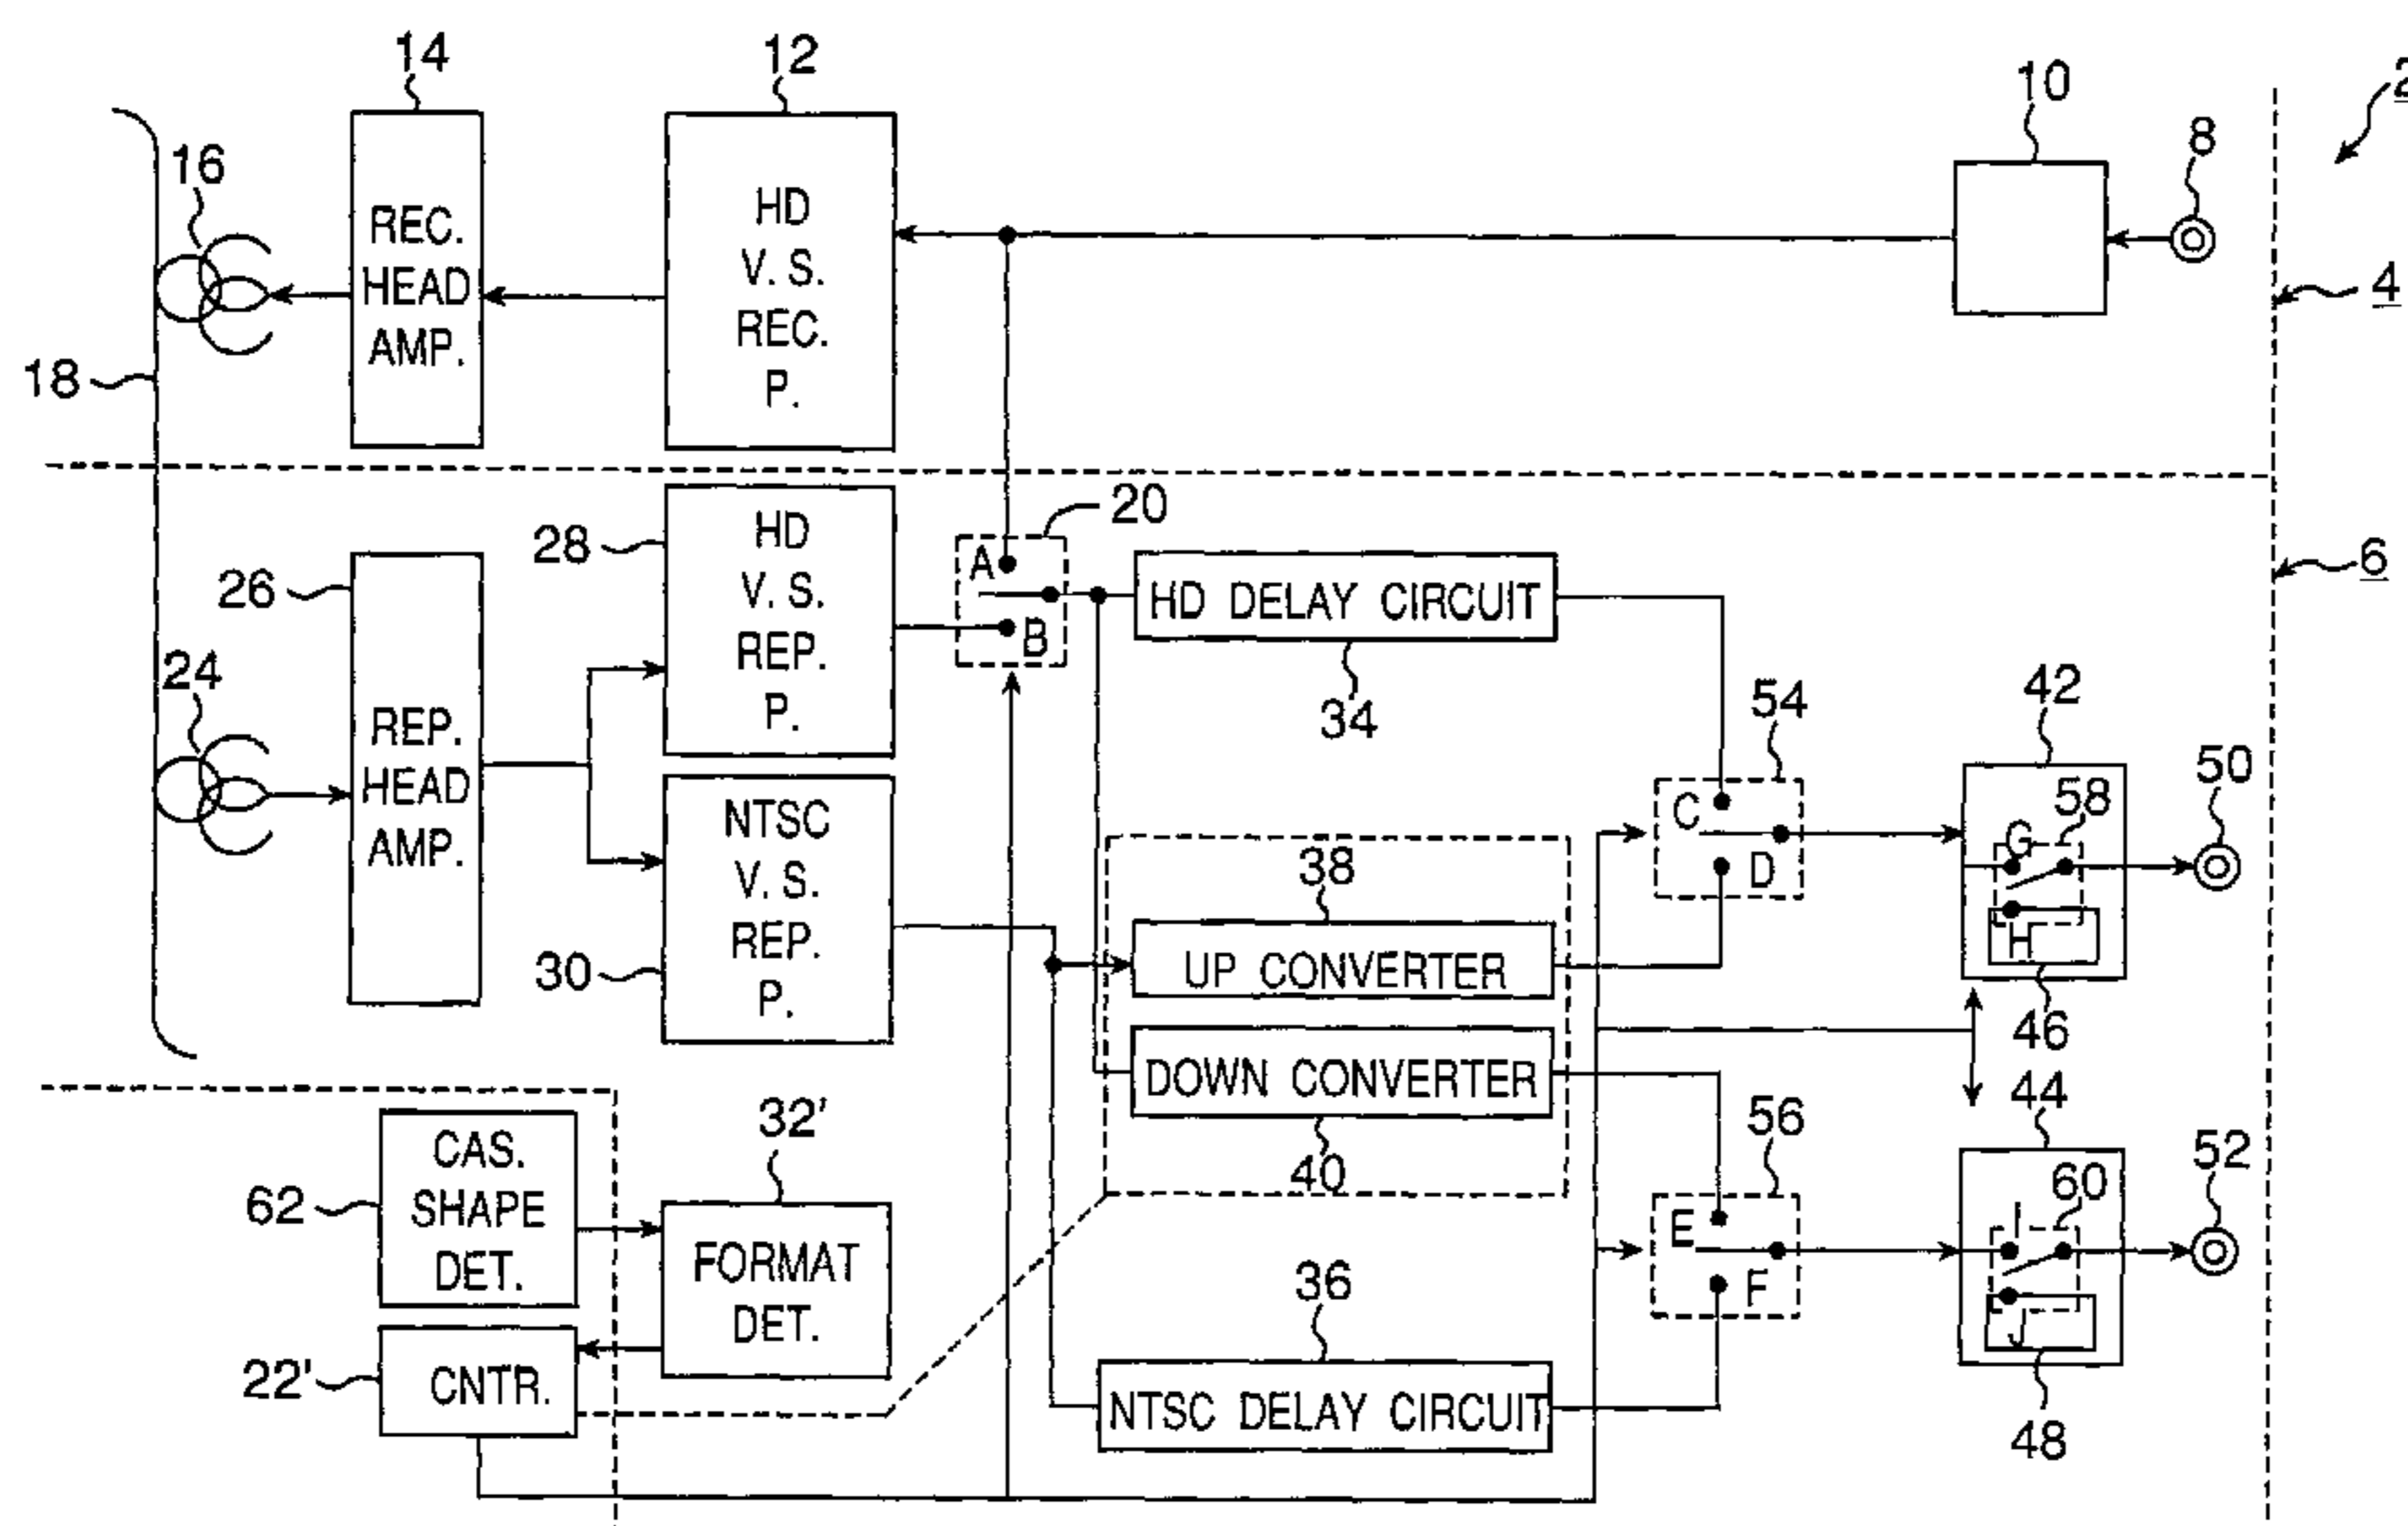 14
12
10
8
2
16
REC.
HEAD
AMP.
HD
V. S.
REC.
P.
4
18
20
28
HD
V. S.
REP.
P.
A
B
HD DELAY CIRCUIT
34
6
26
24
REP.
HEAD
AMP.
54
C
D
42
50
58
G
H
46
NTSC
V. S.
REP.
P.
30
38
UP CONVERTER
DOWN CONVERTER
40
44
56
E
F
52
60
I
J
48
CAS.
SHAPE
DET.
62
32'
FORMAT
DET.
36
22'
CNTR.
NTSC DELAY CIRCUIT